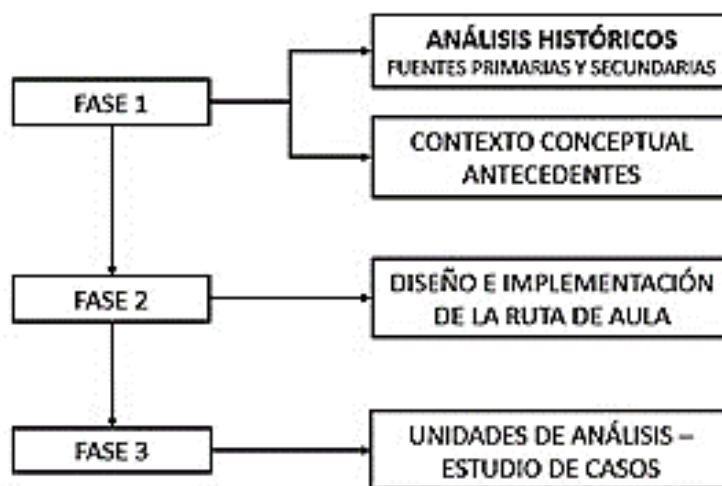 ANÁLISIS HISTÓRICOS
FUENTES PRIMARIAS Y SECUNDARIAS
FASE 1
CONTEXTO CONCEPTUAL
ANTECEDENTES
FASE 2
DISEÑO E IMPLEMENTACIÓN
DE LA RUTA DE AULA
FASE 3
UNIDADES DE ANÁLISIS –
ESTUDIO DE CASOS